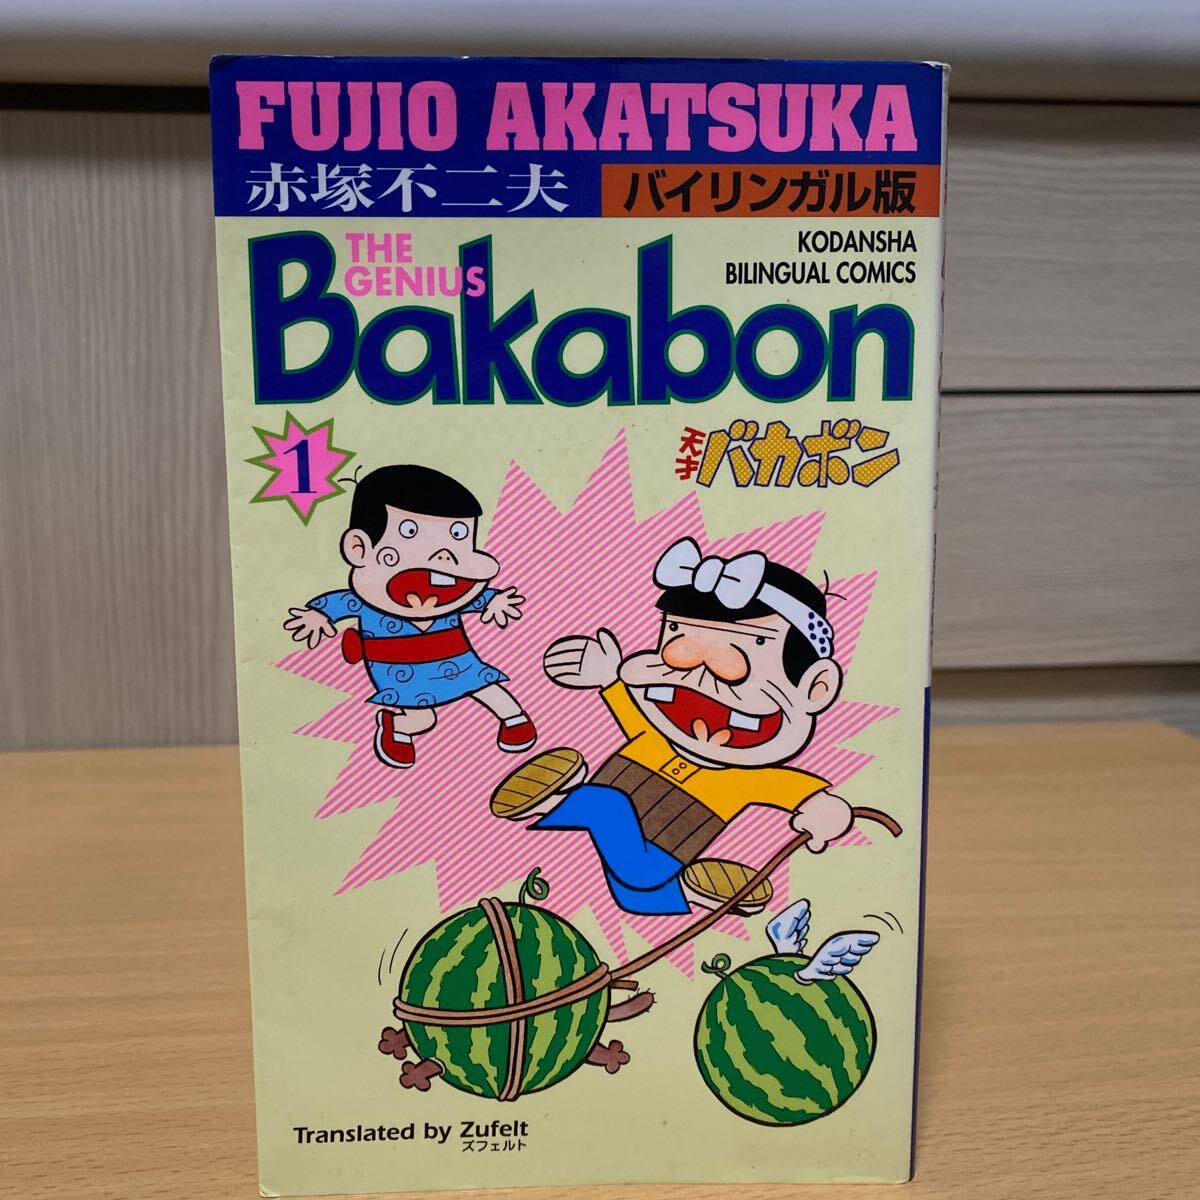 FUJIO AKATSUKA
赤塚不二夫 バイリンガル版
THE
GENIUS
Bakabon
KODANSHA
BILINGUAL COMICS
1
天才バカボン
Translated by Zufelt
ズフェルト